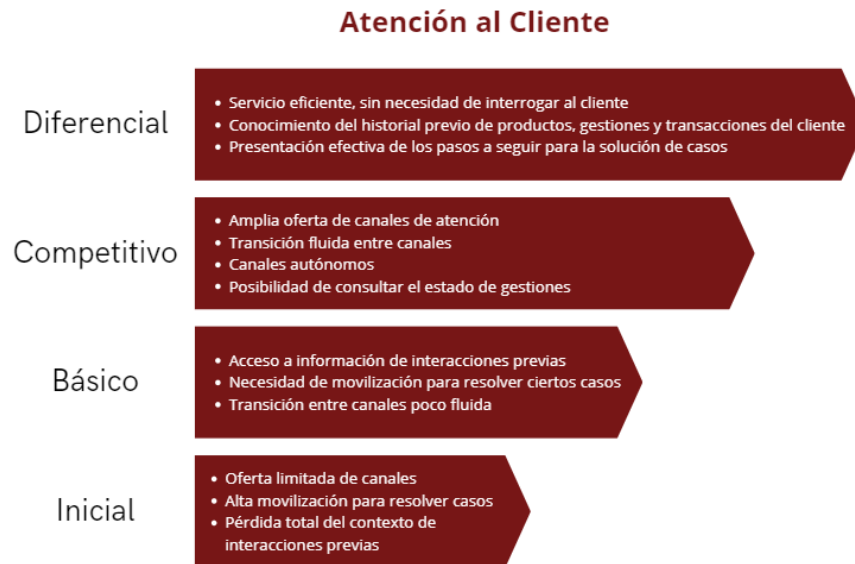 Atención al Cliente
Diferencial
• Servicio eficiente, sin necesidad de interrogar al cliente
• Conocimiento del historial previo de productos, gestiones y transacciones del cliente
• Presentación efectiva de los pasos a seguir para la solución de casos
Competitivo
• Amplia oferta de canales de atención
• Transición fluida entre canales
• Canales autónomos
• Posibilidad de consultar el estado de gestiones
Básico
• Acceso a información de interacciones previas
• Necesidad de movilización para resolver ciertos casos
• Transición entre canales poco fluida
Inicial
• Oferta limitada de canales
• Alta movilización para resolver casos
• Pérdida total del contexto de
interacciones previas